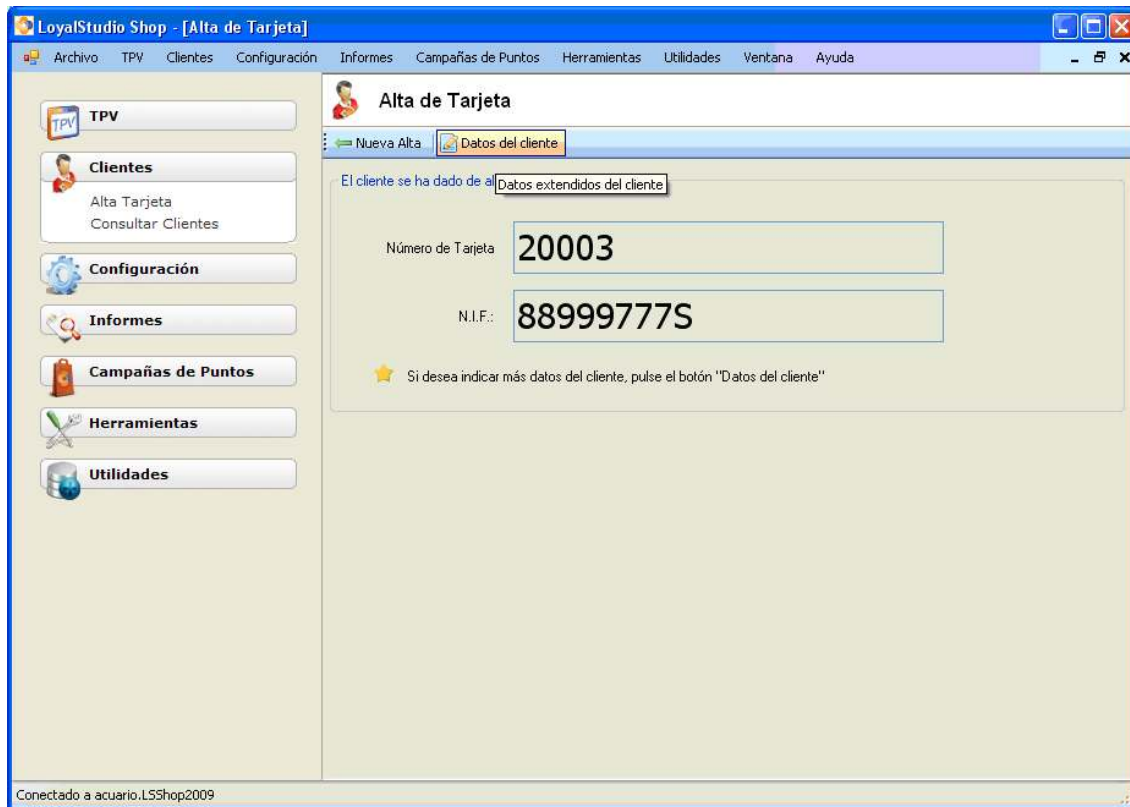 LoyalStudio Shop - [Alta de Tarjeta]
Archivo TPV Clientes Configuración Informes Campañas de Puntos Herramientas Utilidades Ventana Ayuda
TPV
TPV
Clientes
Alta Tarjeta
Consultar Clientes
Configuración
Informes
Campañas de Puntos
Herramientas
Utilidades
Alta de Tarjeta
Nueva Alta Datos del cliente
El cliente se ha dado de al
Datos extendidos del cliente
Número de Tarjeta 20003
N.I.F.: 88999777S
Si desea indicar más datos del cliente, pulse el botón "Datos del cliente"
Conectado a acuario.LSShop2009